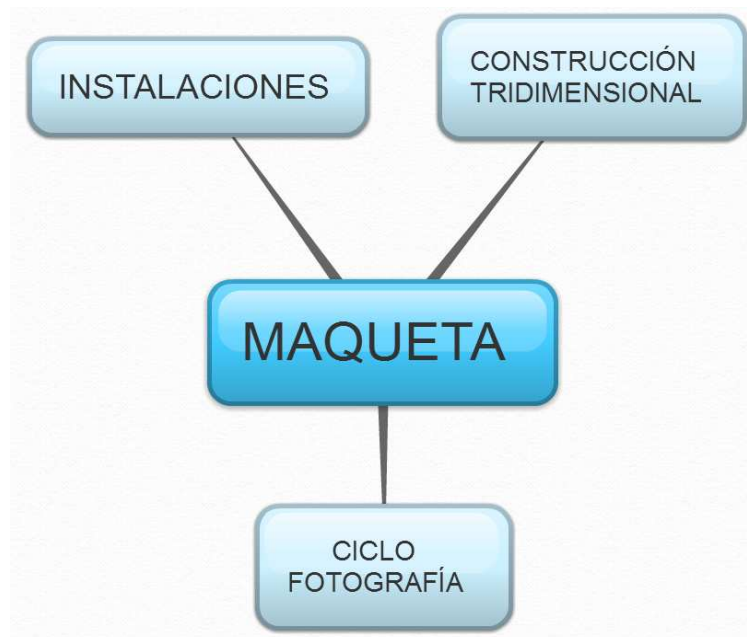 INSTALACIONES
CONSTRUCCIÓN
TRIDIMENSIONAL
MAQUETA
CICLO
FOTOGRAFÍA